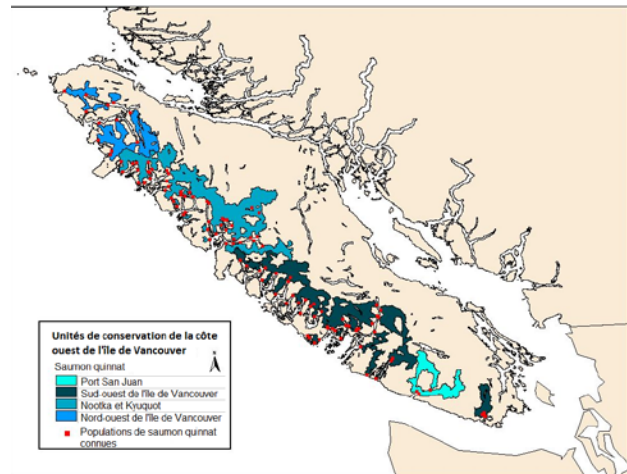 Unités de conservation de la côte
ouest de l'île de Vancouver
Saumon quinnat
Port San Juan
Sud-ouest de l'île de Vancouver
Nootka et Kyuquot
Nord-ouest de l'île de Vancouver
Populations de saumon quinnat
connues